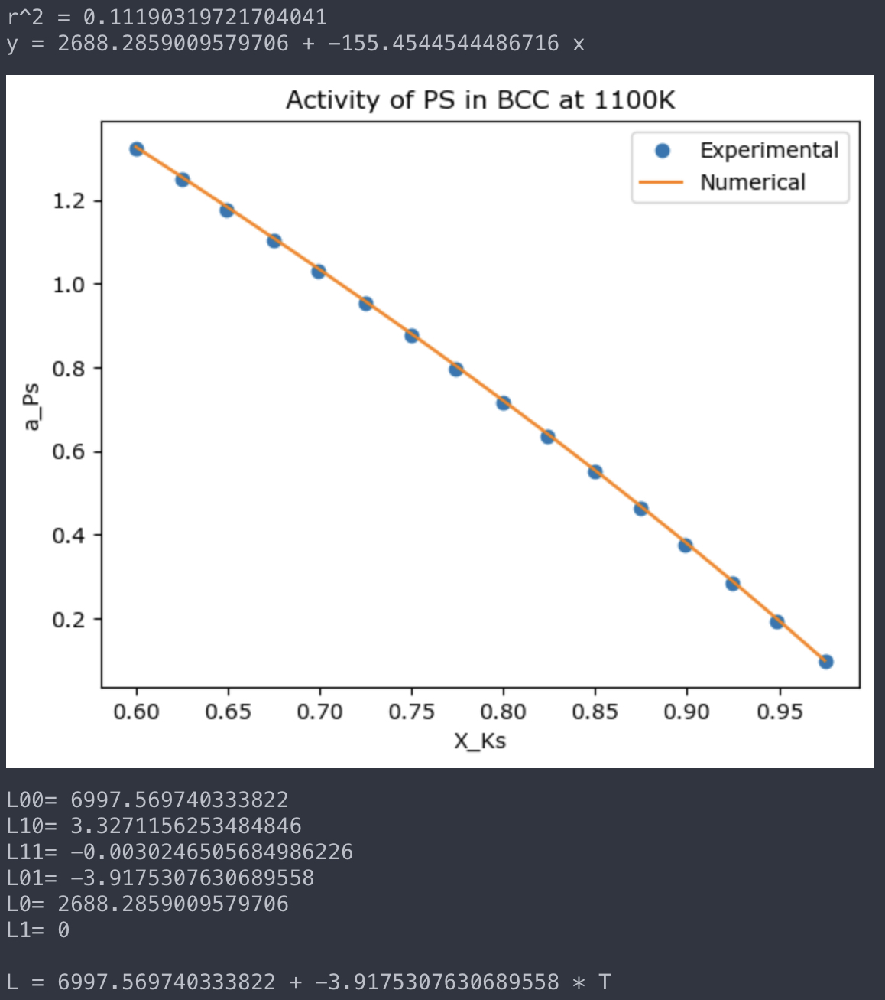 r^2 = 0.11190319721704041
y = 2688.2859009579706 + -155.4544544486716 x
Activity of PS in BCC at 1100K
Experimental
Numerical
1.2
1.0
0.8
0.6
0.4
0.2
a_Ps
0.60 0.65 0.70 0.75 0.80 0.85 0.90 0.95
X_Ks
L00= 6997.569740333822
L10= 3.3271156253484846
L11= -0.0030246505684986226
L01= -3.9175307630689558
L0= 2688.2859009579706
L1= 0
L = 6997.569740333822 + -3.9175307630689558 * T